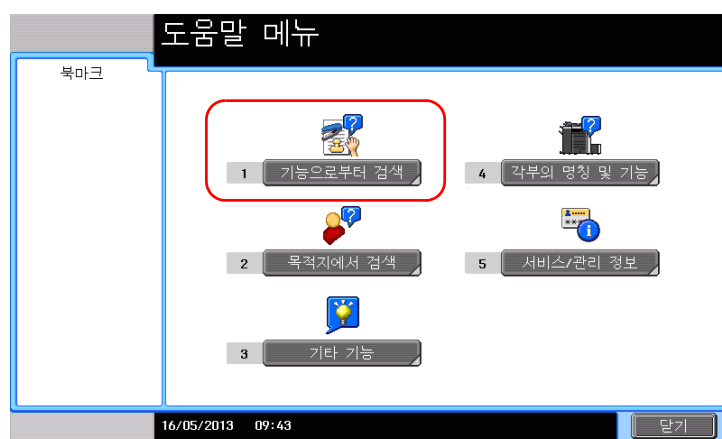 도움말 메뉴
북마크
1 기능으로부터 검색
4 각부의 명칭 및 기능
2 목적지에서 검색
5 서비스/관리 정보
3 기타 기능
16/05/2013 09:43
닫기